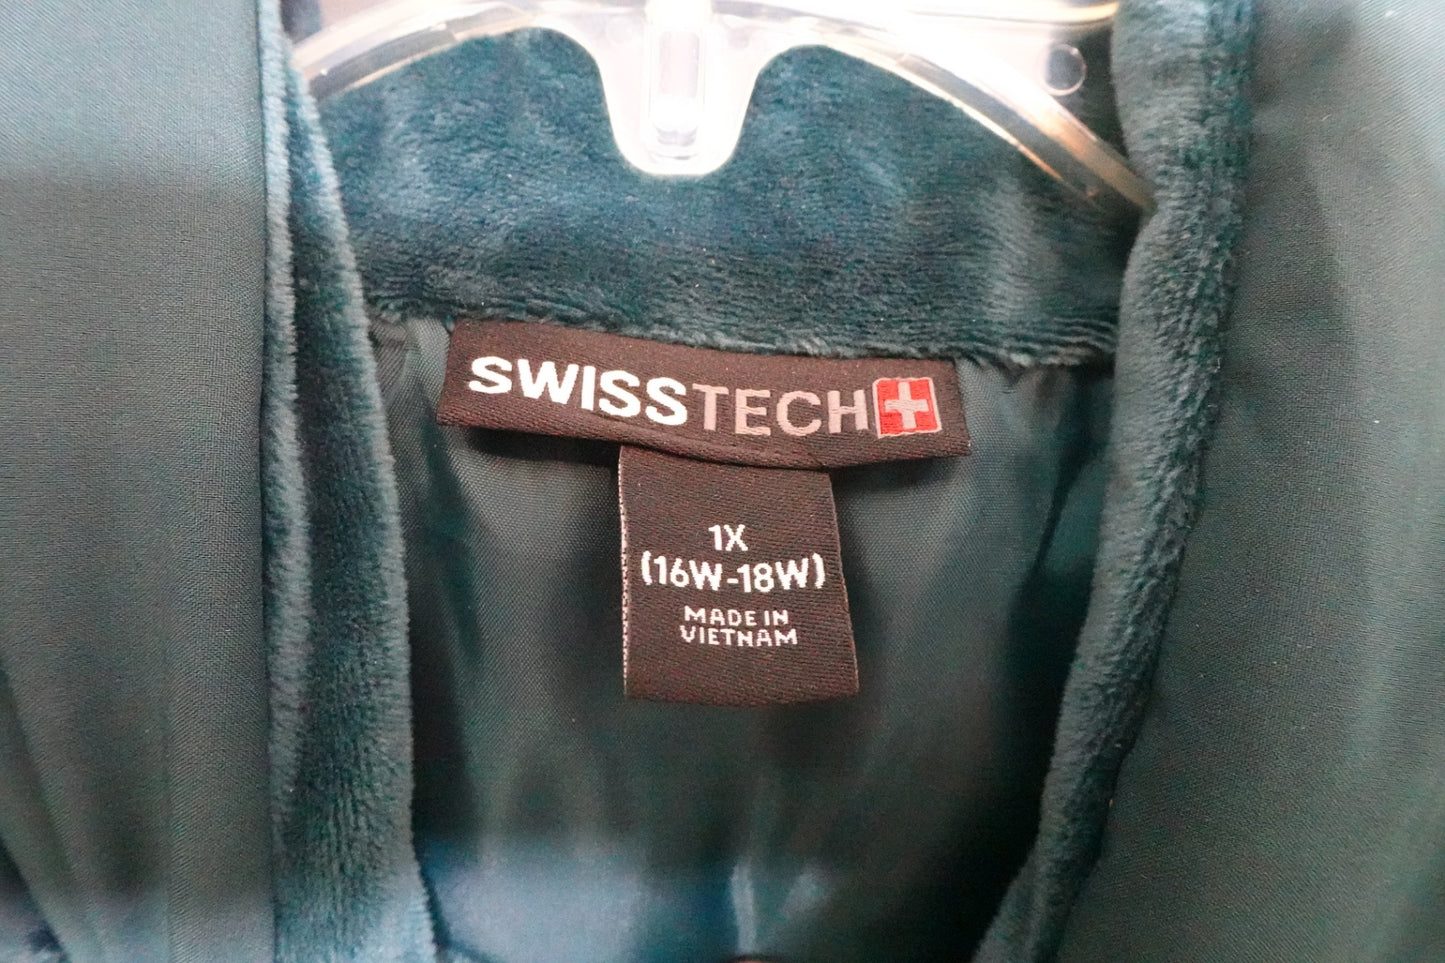 SWISSTECH
1X
(16W-18W)
MADE IN
VIETNAM